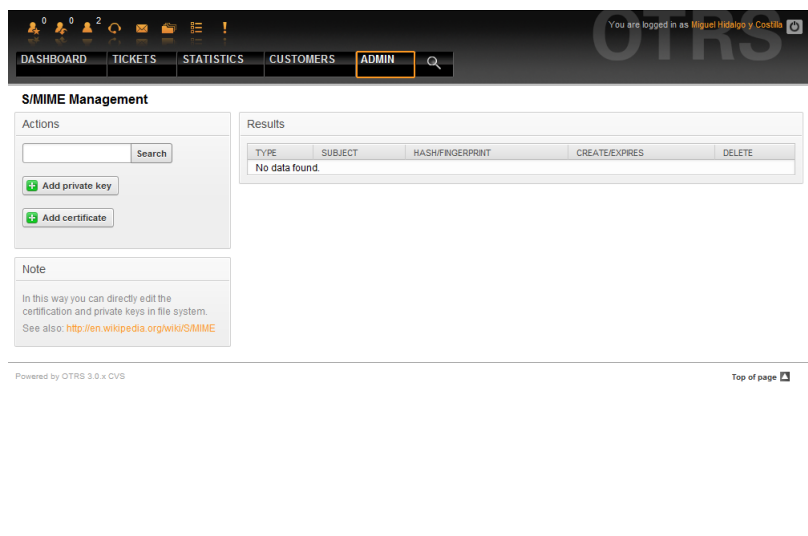 0 0 2
OTRS
You are logged in as Miguel Hidalgo y Costilla
DASHBOARD TICKETS STATISTICS CUSTOMERS ADMIN
S/MIME Management
Actions
Search
Add private key
Add certificate
Note
In this way you can directly edit the
certification and private keys in file system.
See also: http://en.wikipedia.org/wiki/S/MIME
Results
TYPE SUBJECT HASH/FINGERPRINT CREATE/EXPIRES DELETE
No data found.
Powered by OTRS 3.0.x CVS
Top of page